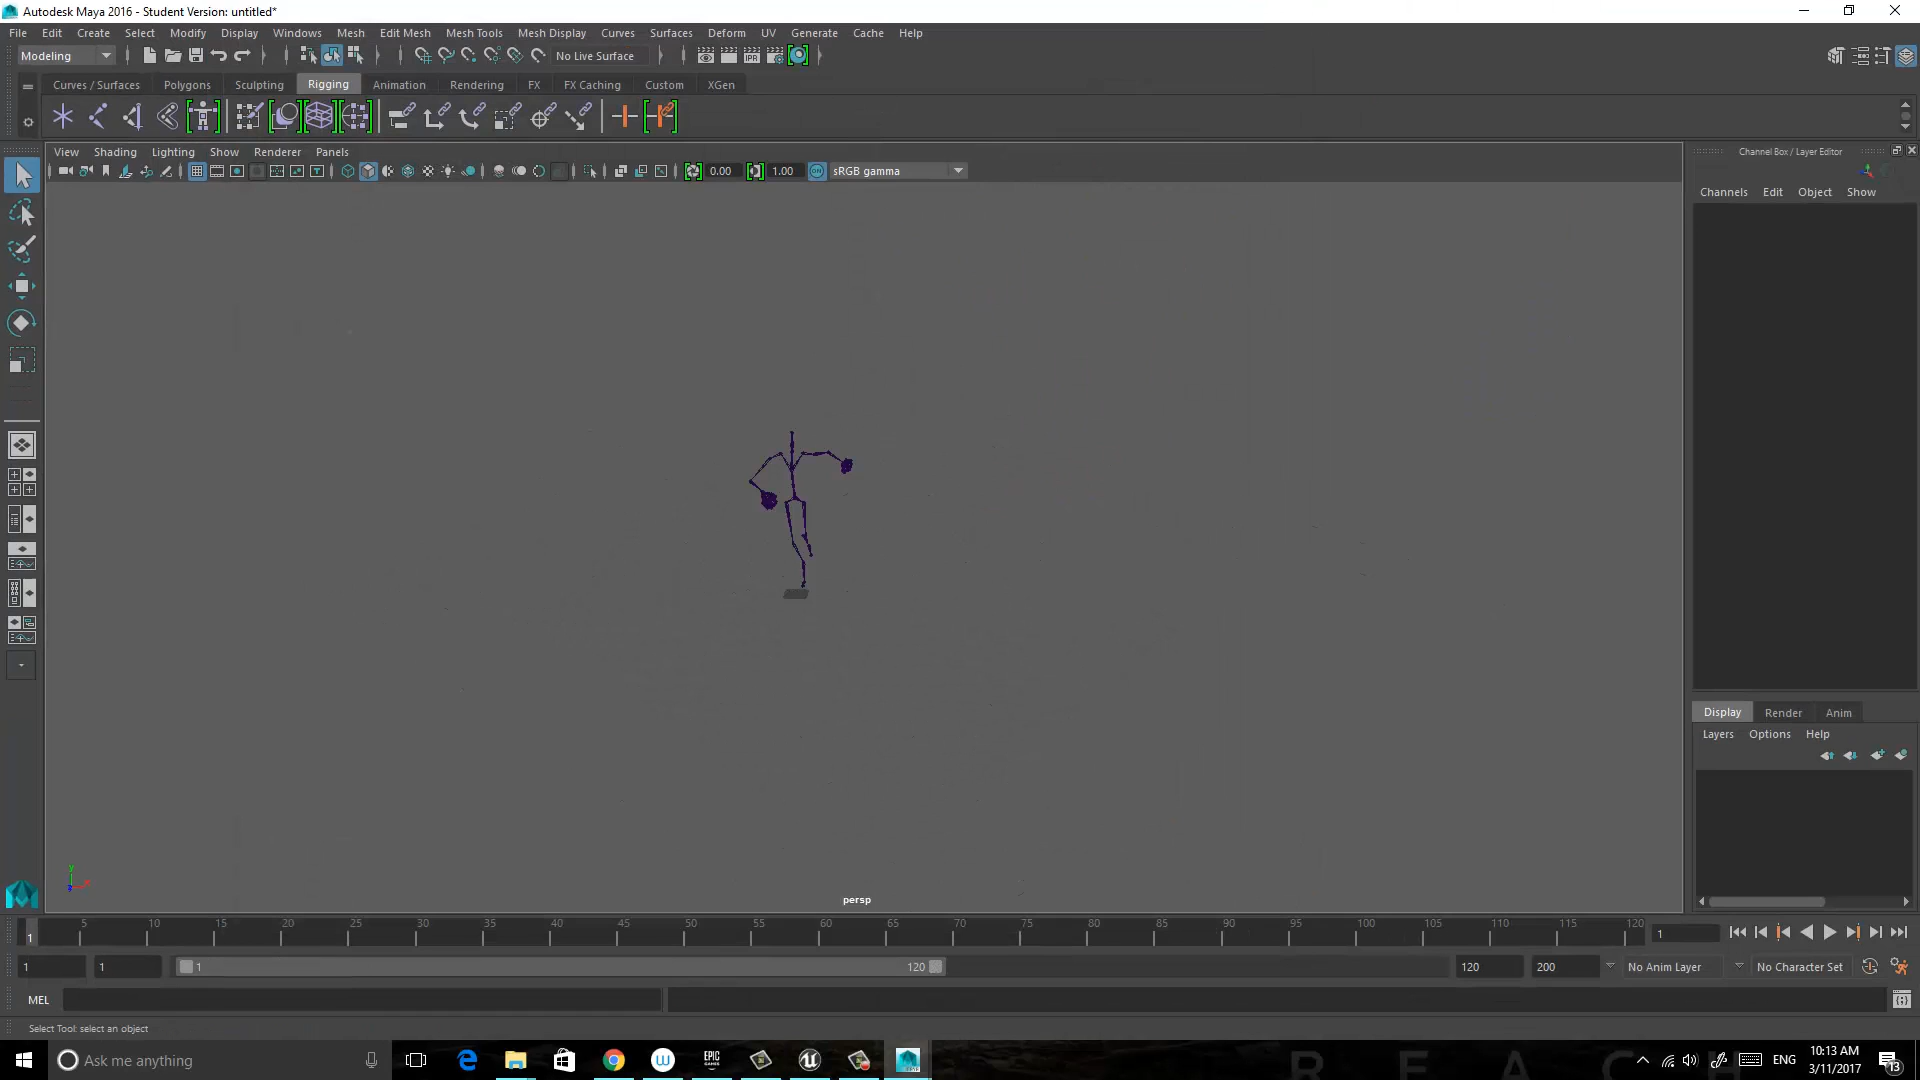 Autodesk Maya 2016 - Student Version: untitled*
File Edit Create Select Modify Display Windows Mesh Edit Mesh Mesh Tools Mesh Display Curves Surfaces Deform UV Generate Cache Help
Modeling No Live Surface IPR
Curves / Surfaces Polygons Sculpting Rigging Animation Rendering FX FX Caching Custom XGen
View Shading Lighting Show Renderer Panels
0.00 1.00 ON sRGB gamma
Channel Box / Layer Editor
Channels Edit Object Show
Display Render Anim
Layers Options Help
y
persp
1 5 10 15 20 25 30 35 40 45 50 55 60 65 70 75 80 85 90 95 100 105 110 115 120 1
1 1 1 120 120 200 No Anim Layer No Character Set
MEL
Select Tool: select an object
Ask me anything EPIC GAMES R E A C H ENG 10:13 AM
3/11/2017 13